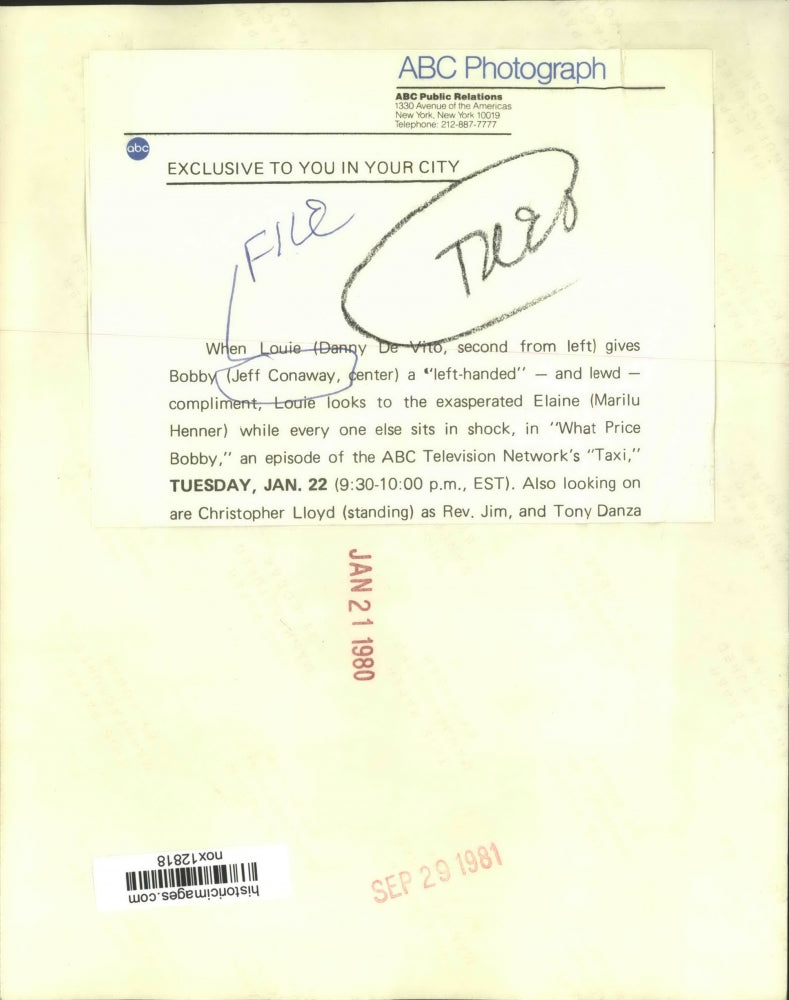 ABC Photograph
ABC Public Relations
1330 Avenue of the Americas
New York, New York 10019
Telephone: 212-887-7777
abc
EXCLUSIVE TO YOU IN YOUR CITY
FILE
When Louie (Danny De Vito, second from left) gives
Bobby (Jeff Conaway, center) a "left-handed" — and lewd —
compliment, Louie looks to the exasperated Elaine (Marilu
Henner) while every one else sits in shock, in "What Price
Bobby," an episode of the ABC Television Network's "Taxi,"
TUESDAY, JAN. 22 (9:30-10:00 p.m., EST). Also looking on
are Christopher Lloyd (standing) as Rev. Jim, and Tony Danza
JAN 21 1980
SEP 29 1981
historicimages.com
nox12818